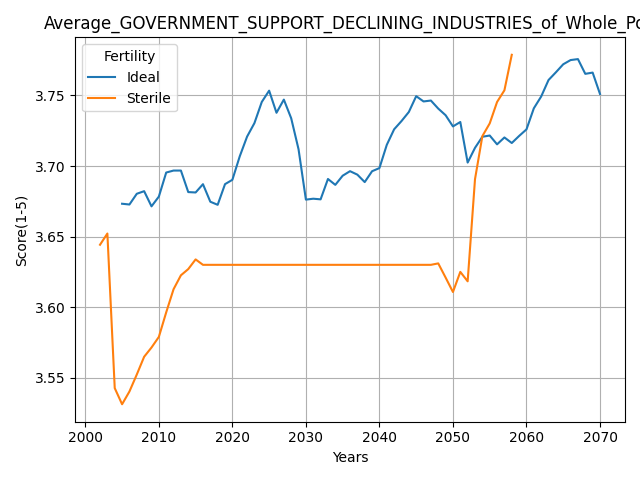 Average_GOVERNMENT_SUPPORT_DECLINING_INDUSTRIES_of_Whole_Po
Fertility
Ideal
Sterile
Score(1-5)
3.75
3.70
3.65
3.60
3.55
2000 2010 2020 2030 2040 2050 2060 2070
Years